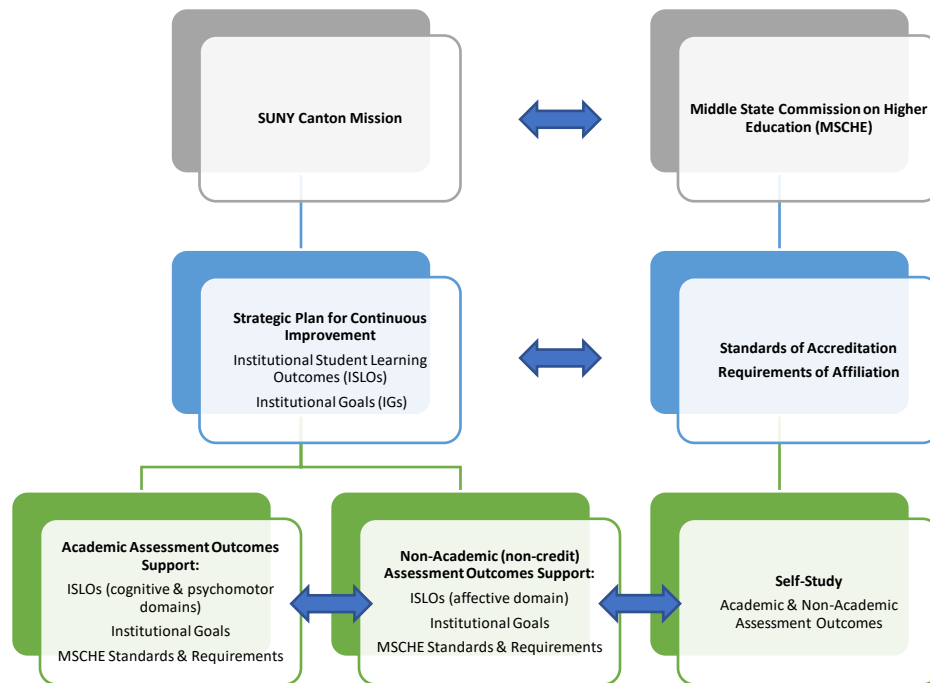 SUNY Canton Mission
Middle State Commission on Higher
Education (MSCHE)
Strategic Plan for Continuous
Improvement
Institutional Student Learning
Outcomes (ISLOs)
Institutional Goals (IGs)
Standards of Accreditation
Requirements of Affiliation
Academic Assessment Outcomes
Support:
ISLOs (cognitive & psychomotor
domains)
Institutional Goals
MSCHE Standards & Requirements
Non-Academic (non-credit)
Assessment Outcomes Support:
ISLOs (affective domain)
Institutional Goals
MSCHE Standards & Requirements
Self-Study
Academic & Non-Academic
Assessment Outcomes